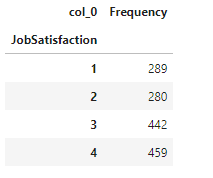 col_0 Frequency
JobSatisfaction
1 289
2 280
3 442
4 459